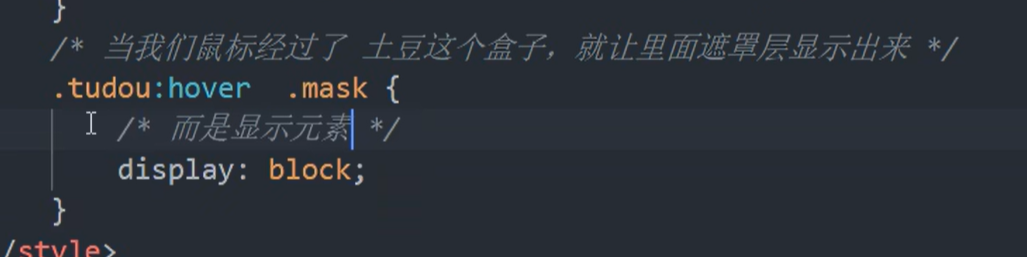 }
/* 当我们鼠标经过了 土豆这个盒子，就让里面遮罩层显示出来 */
.tudou:hover  .mask {
/* 而是显示元素 */
display: block;
}
/style>